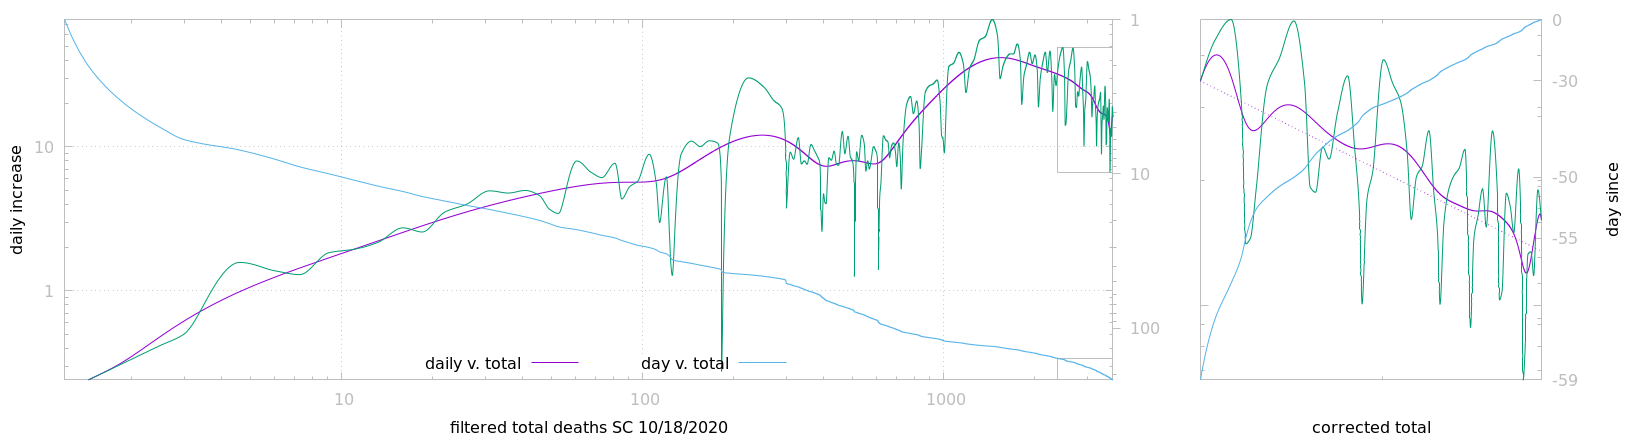 daily increase
10
1
10
100
1000
filtered total deaths SC 10/18/2020
daily v. total
day v. total
1
10
100
0
-30
-50
-55
-59
day since
corrected total